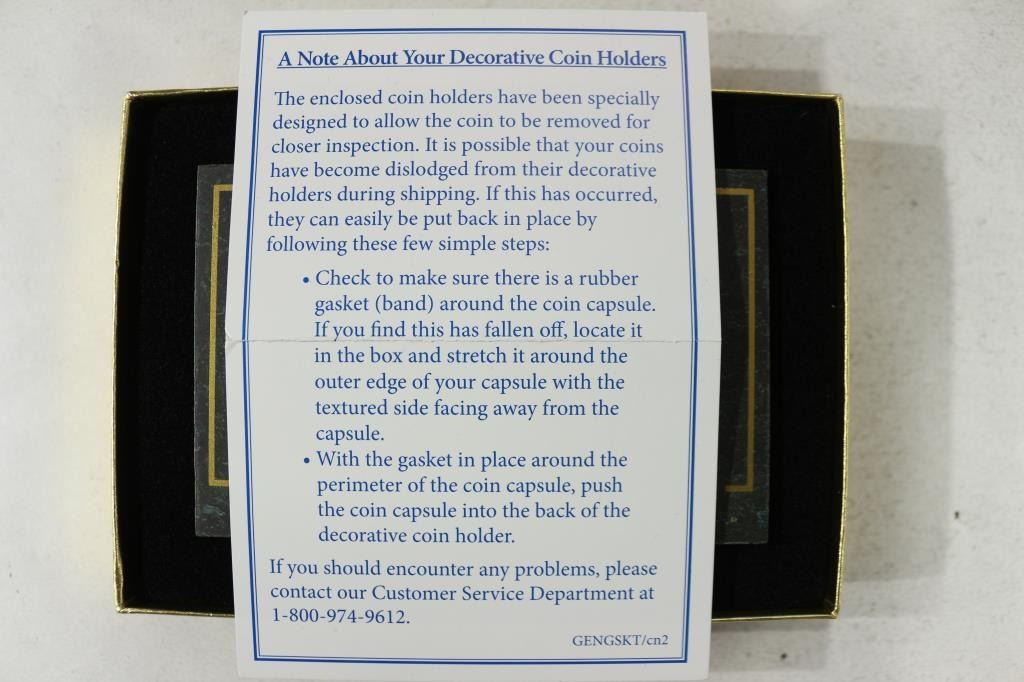 A Note About Your Decorative Coin Holders
The enclosed coin holders have been specially
designed to allow the coin to be removed for
closer inspection. It is possible that your coins
have become dislodged from their decorative
holders during shipping. If this has occurred,
they can easily be put back in place by
following these few simple steps:
• Check to make sure there is a rubber
gasket (band) around the coin capsule.
If you find this has fallen off, locate it
in the box and stretch it around the
outer edge of your capsule with the
textured side facing away from the
capsule.
• With the gasket in place around the
perimeter of the coin capsule, push
the coin capsule into the back of the
decorative coin holder.
If you should encounter any problems, please
contact our Customer Service Department at
1-800-974-9612.
GENGSKT/cn2